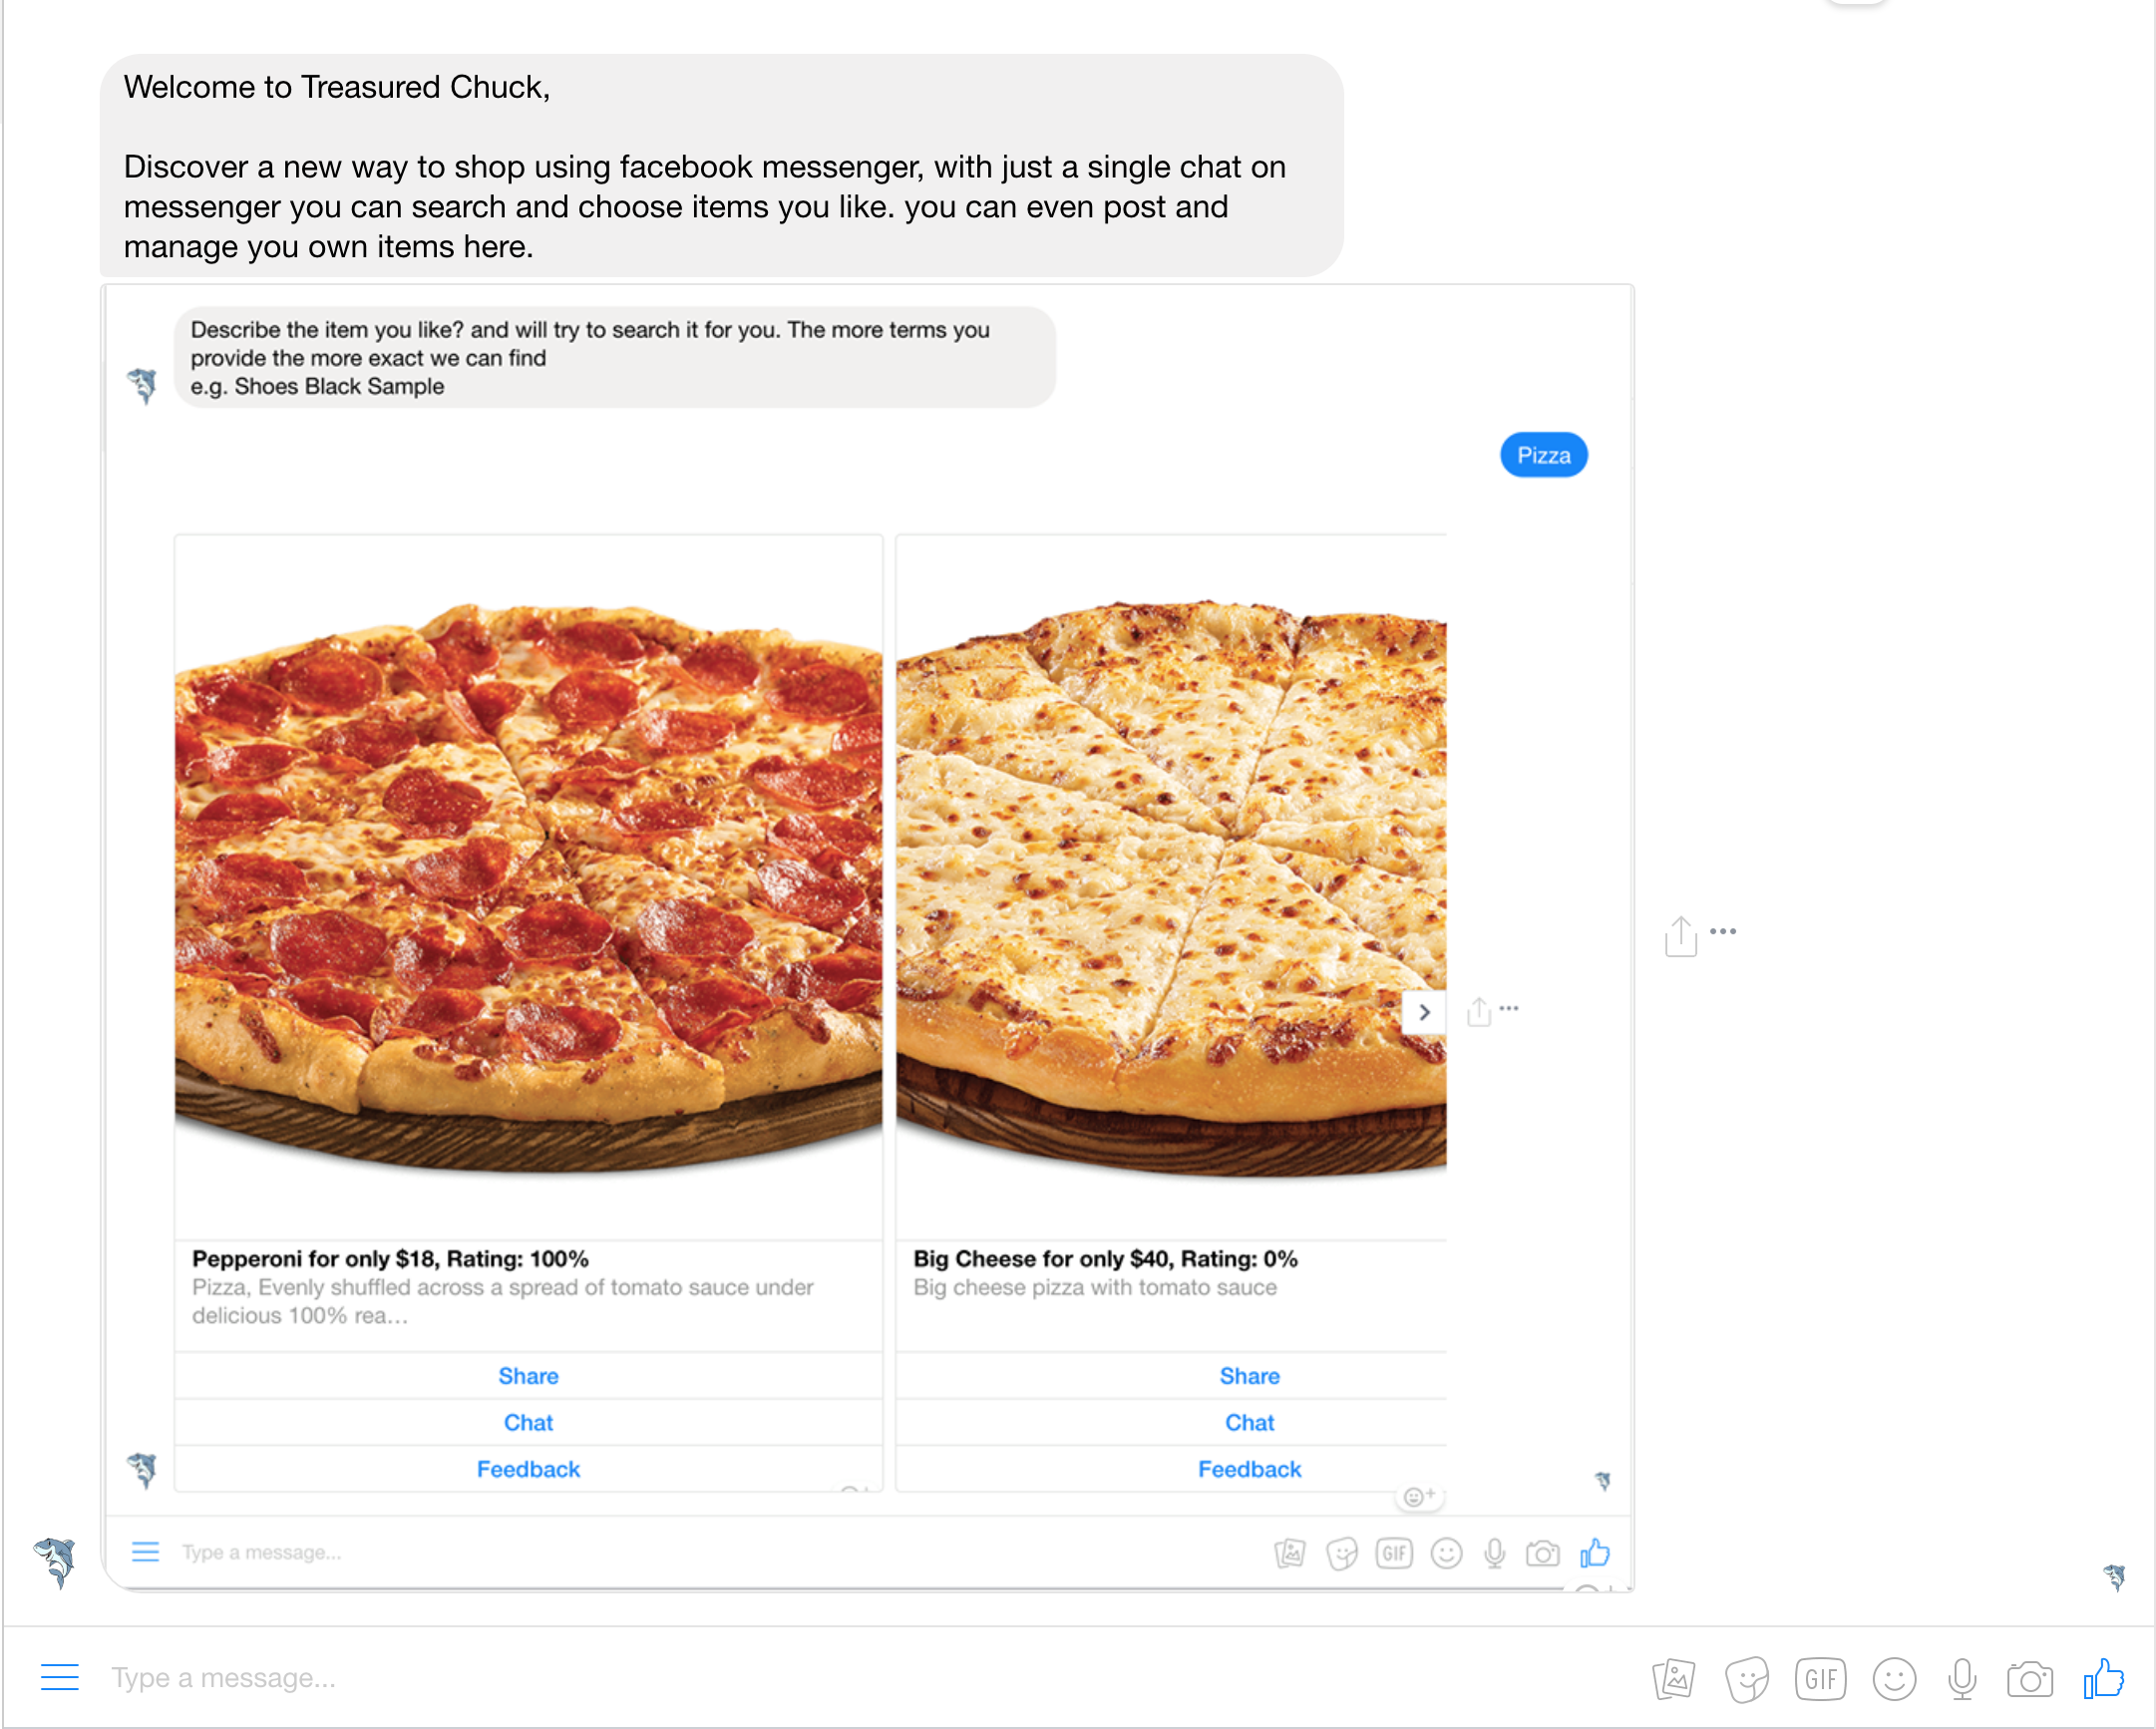 Welcome to Treasured Chuck,
Discover a new way to shop using facebook messenger, with just a single chat on
messenger you can search and choose items you like. you can even post and
manage you own items here.
Describe the item you like? and will try to search it for you. The more terms you
provide the more exact we can find
e.g. Shoes Black Sample
Pizza
Pepperoni for only $18, Rating: 100%
Pizza, Evenly shuffled across a spread of tomato sauce under
delicious 100% rea...
Share
Chat
Feedback
Big Cheese for only $40, Rating: 0%
Big cheese pizza with tomato sauce
Share
Chat
Feedback
Type a message...
GIF
Type a message...
GIF